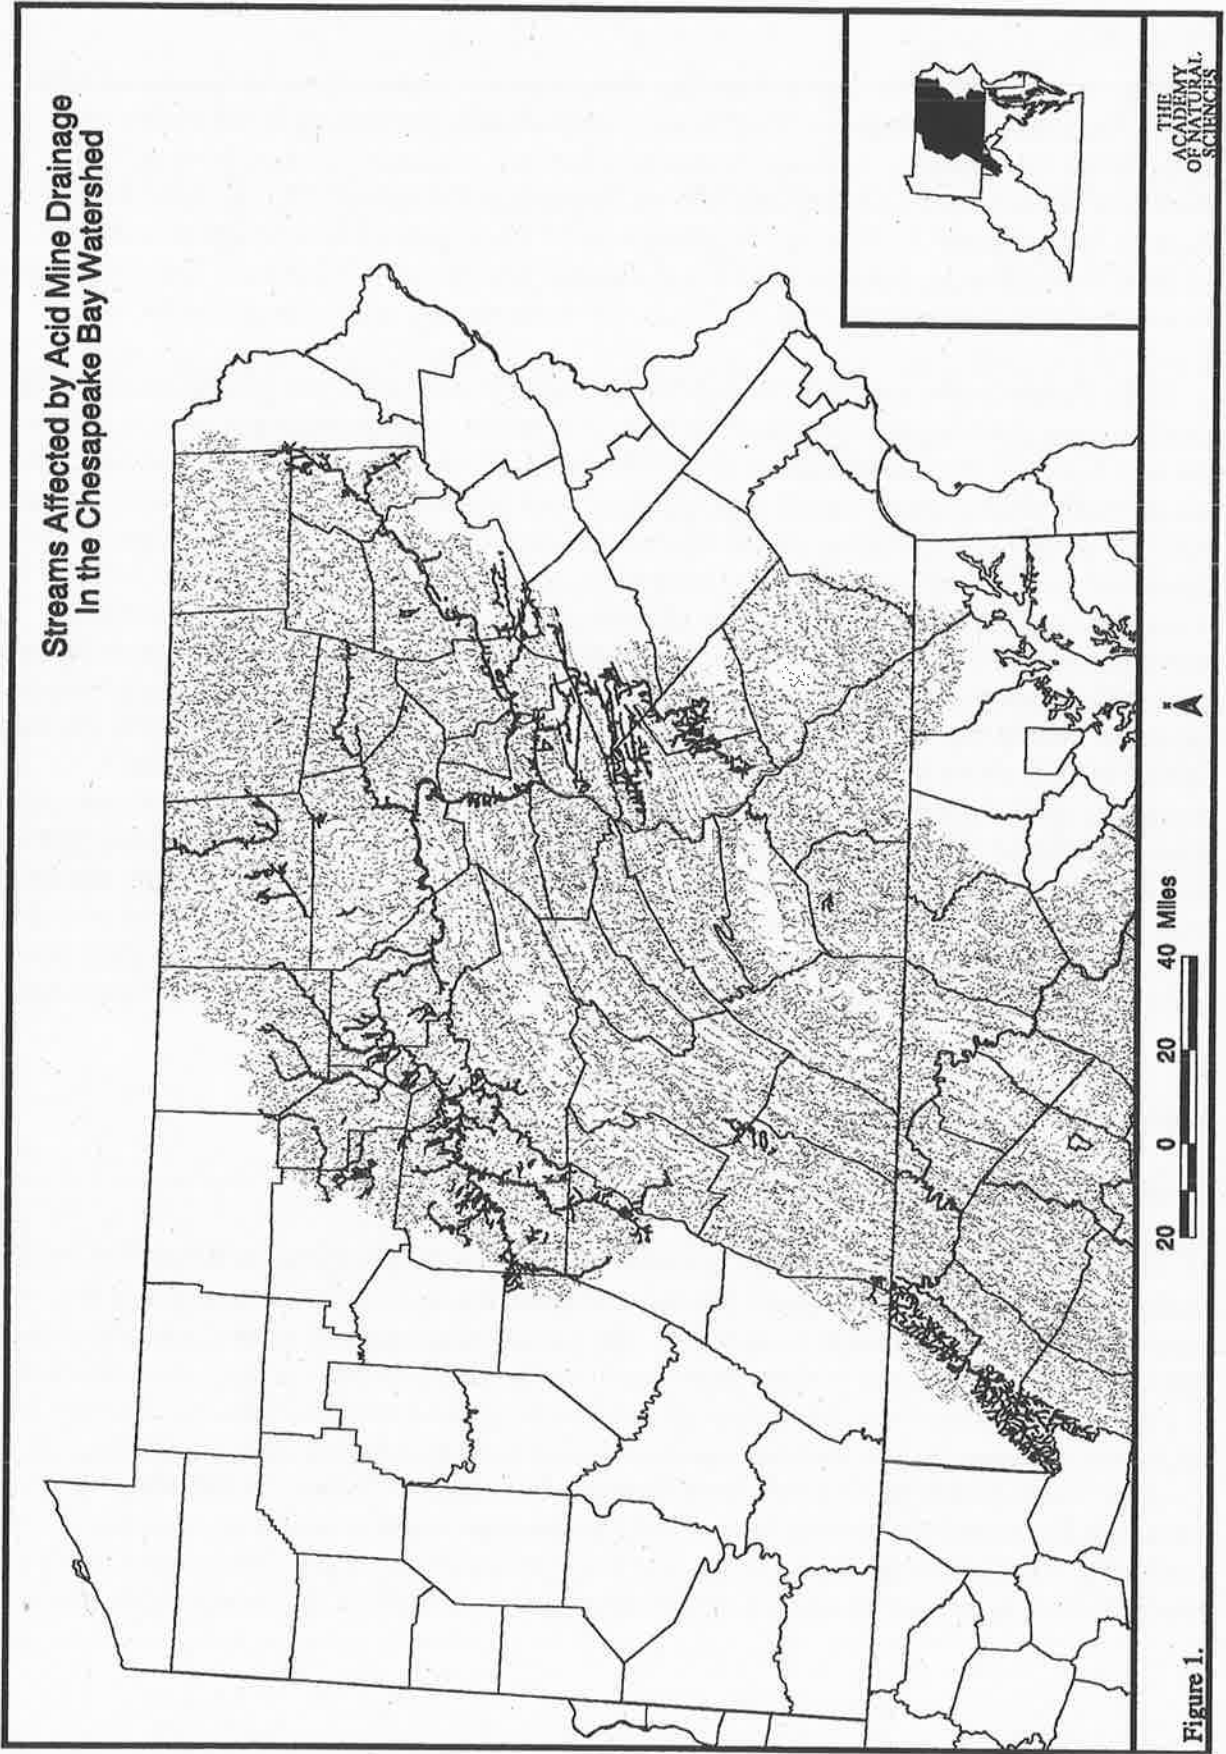 Streams Affected by Acid Mine Drainage
In the Chesapeake Bay Watershed
Figure 1.
20 0 20 40 Miles
THE
ACADEMY
OF NATURAL
SCIENCES